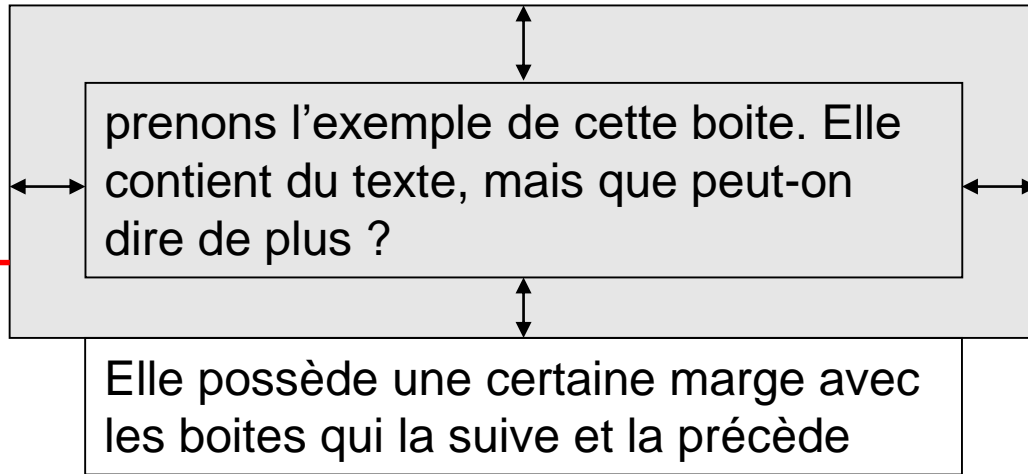 prenons l’exemple de cette boite. Elle
contient du texte, mais que peut-on
dire de plus ?
Elle possède une certaine marge avec
les boites qui la suive et la précède